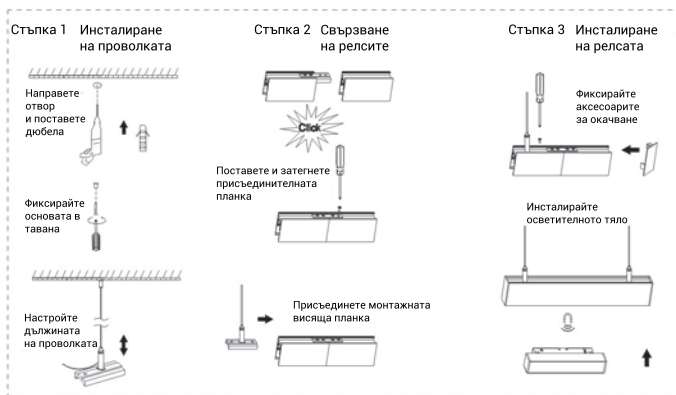 Стъпка 1 Инсталиране
на проволката
Направете
отвор
и поставете
дюбела
Фиксирайте
основата в
тавана
Настройте
дължината
на проволката
Стъпка 2 Свързване
на релсите
Click
Поставете и затегнете
присъединителната
планка
Присъединете монтажната
висяща планка
Стъпка 3 Инсталиране
на релсата
Фиксирайте
аксесоарите
за окачване
Инсталирайте
осветителното тяло